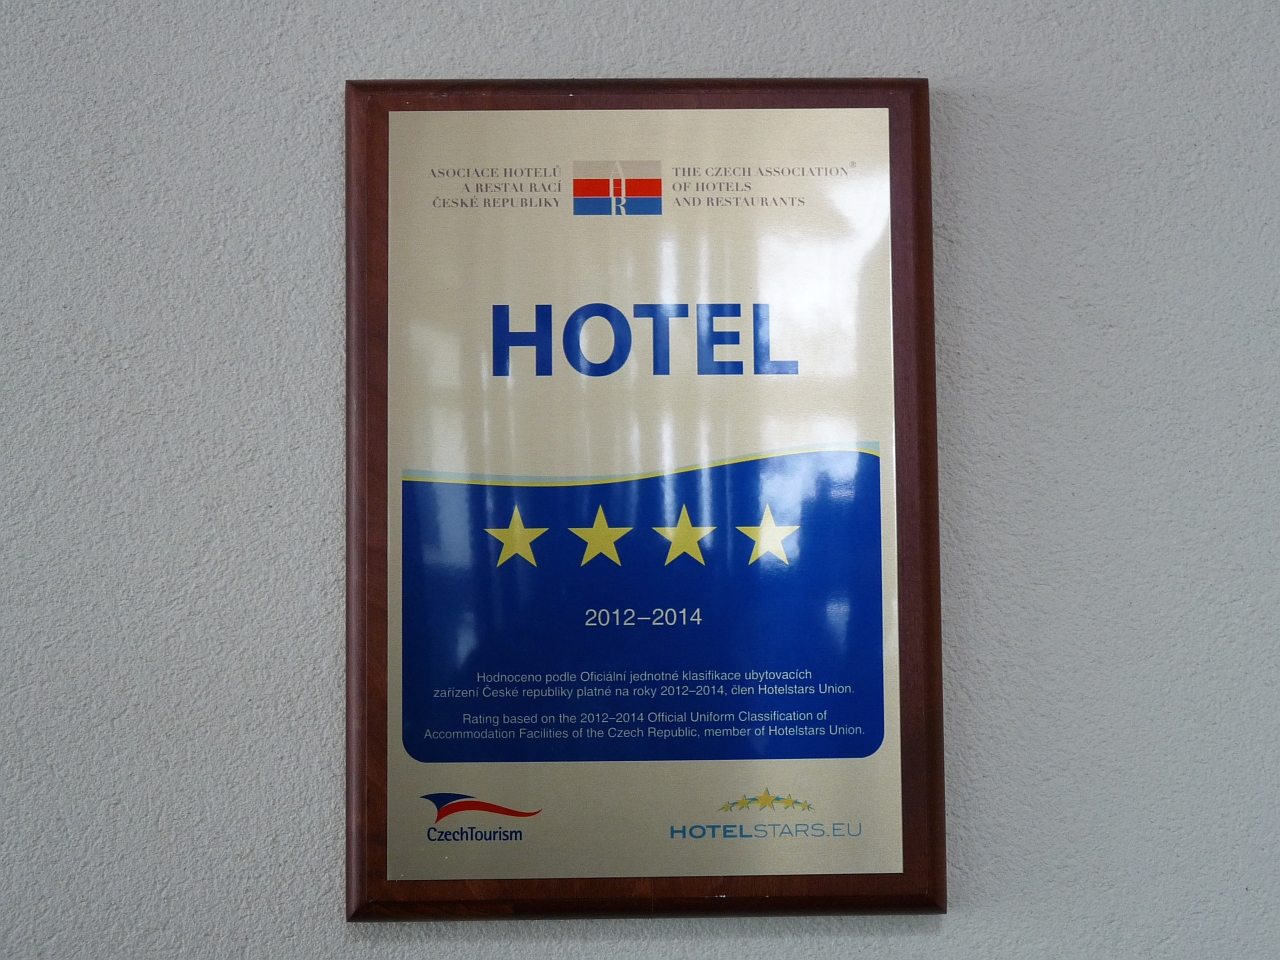 ASOCIACE HOTELŮ
A RESTAURACÍ
ČESKÉ REPUBLIKY
AHR
THE CZECH ASSOCIATION®
OF HOTELS
AND RESTAURANTS
HOTEL
2012–2014
Hodnoceno podle Oficiální jednotné klasifikace ubytovacích
zařízení České republiky platné na roky 2012–2014, člen Hotelstars Union.
Rating based on the 2012–2014 Official Uniform Classification of
Accommodation Facilities of the Czech Republic, member of Hotelstars Union.
CzechTourism
HOTELSTARS.EU